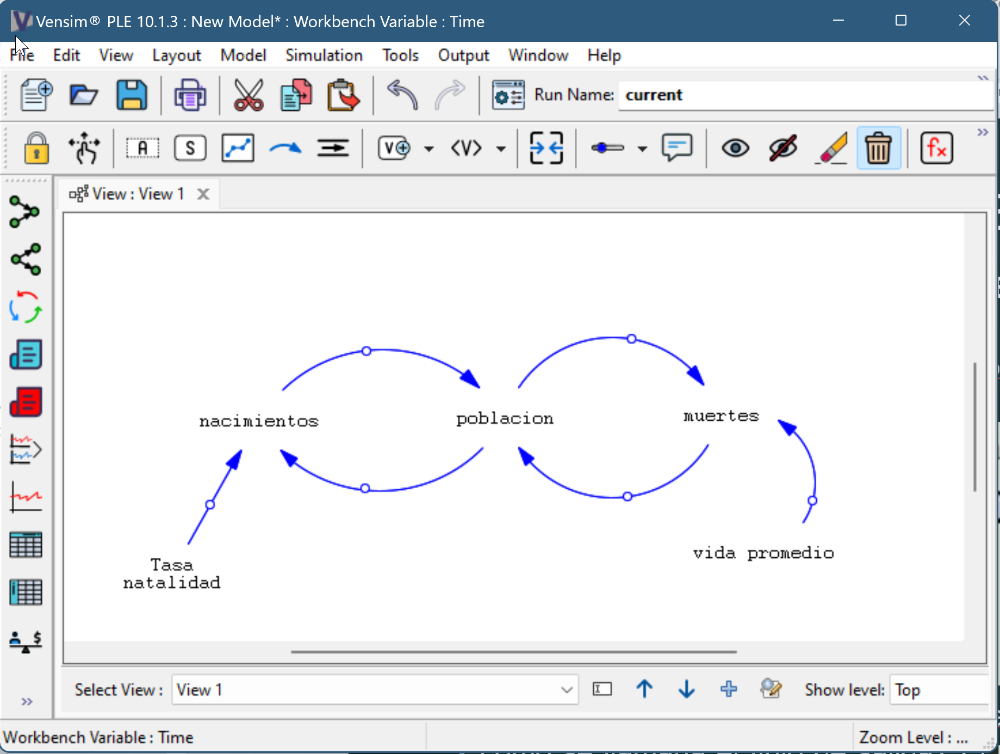 Vensim® PLE 10.1.3 : New Model* : Workbench Variable : Time
File Edit View Layout Model Simulation Tools Output Window Help
Run Name: current
A S V <V> fx
View : View 1
nacimientos
poblacion
muertes
vida promedio
Tasa
natalidad
$
Select View : View 1
Show level: Top
Workbench Variable : Time
Zoom Level : ...